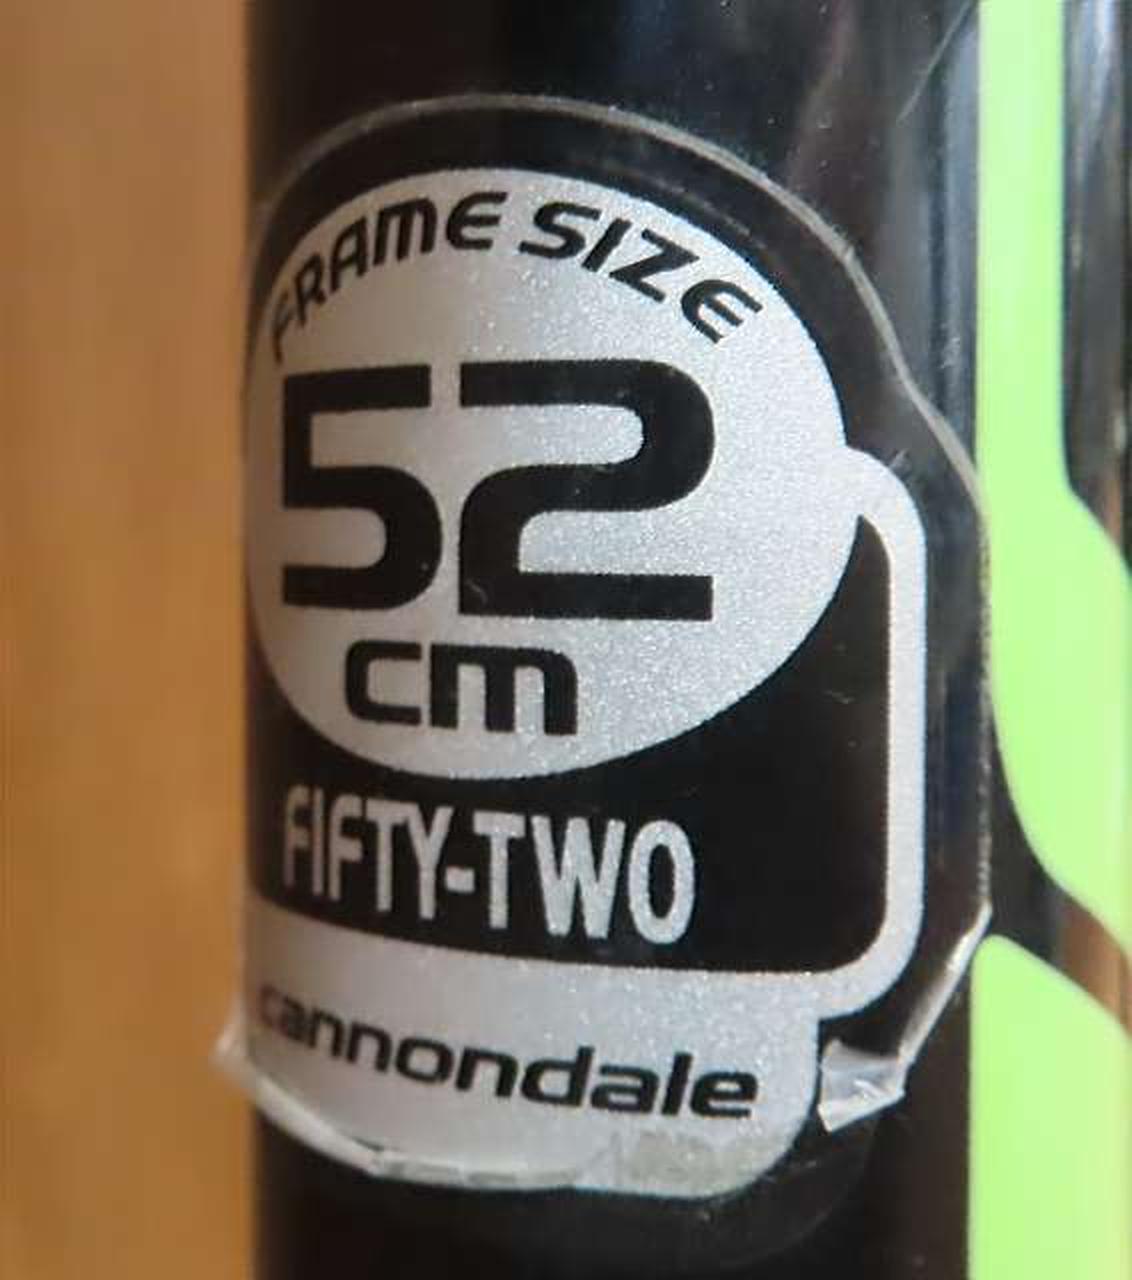 FRAME SIZE
52
cm
FIFTY-TWO
cannondale